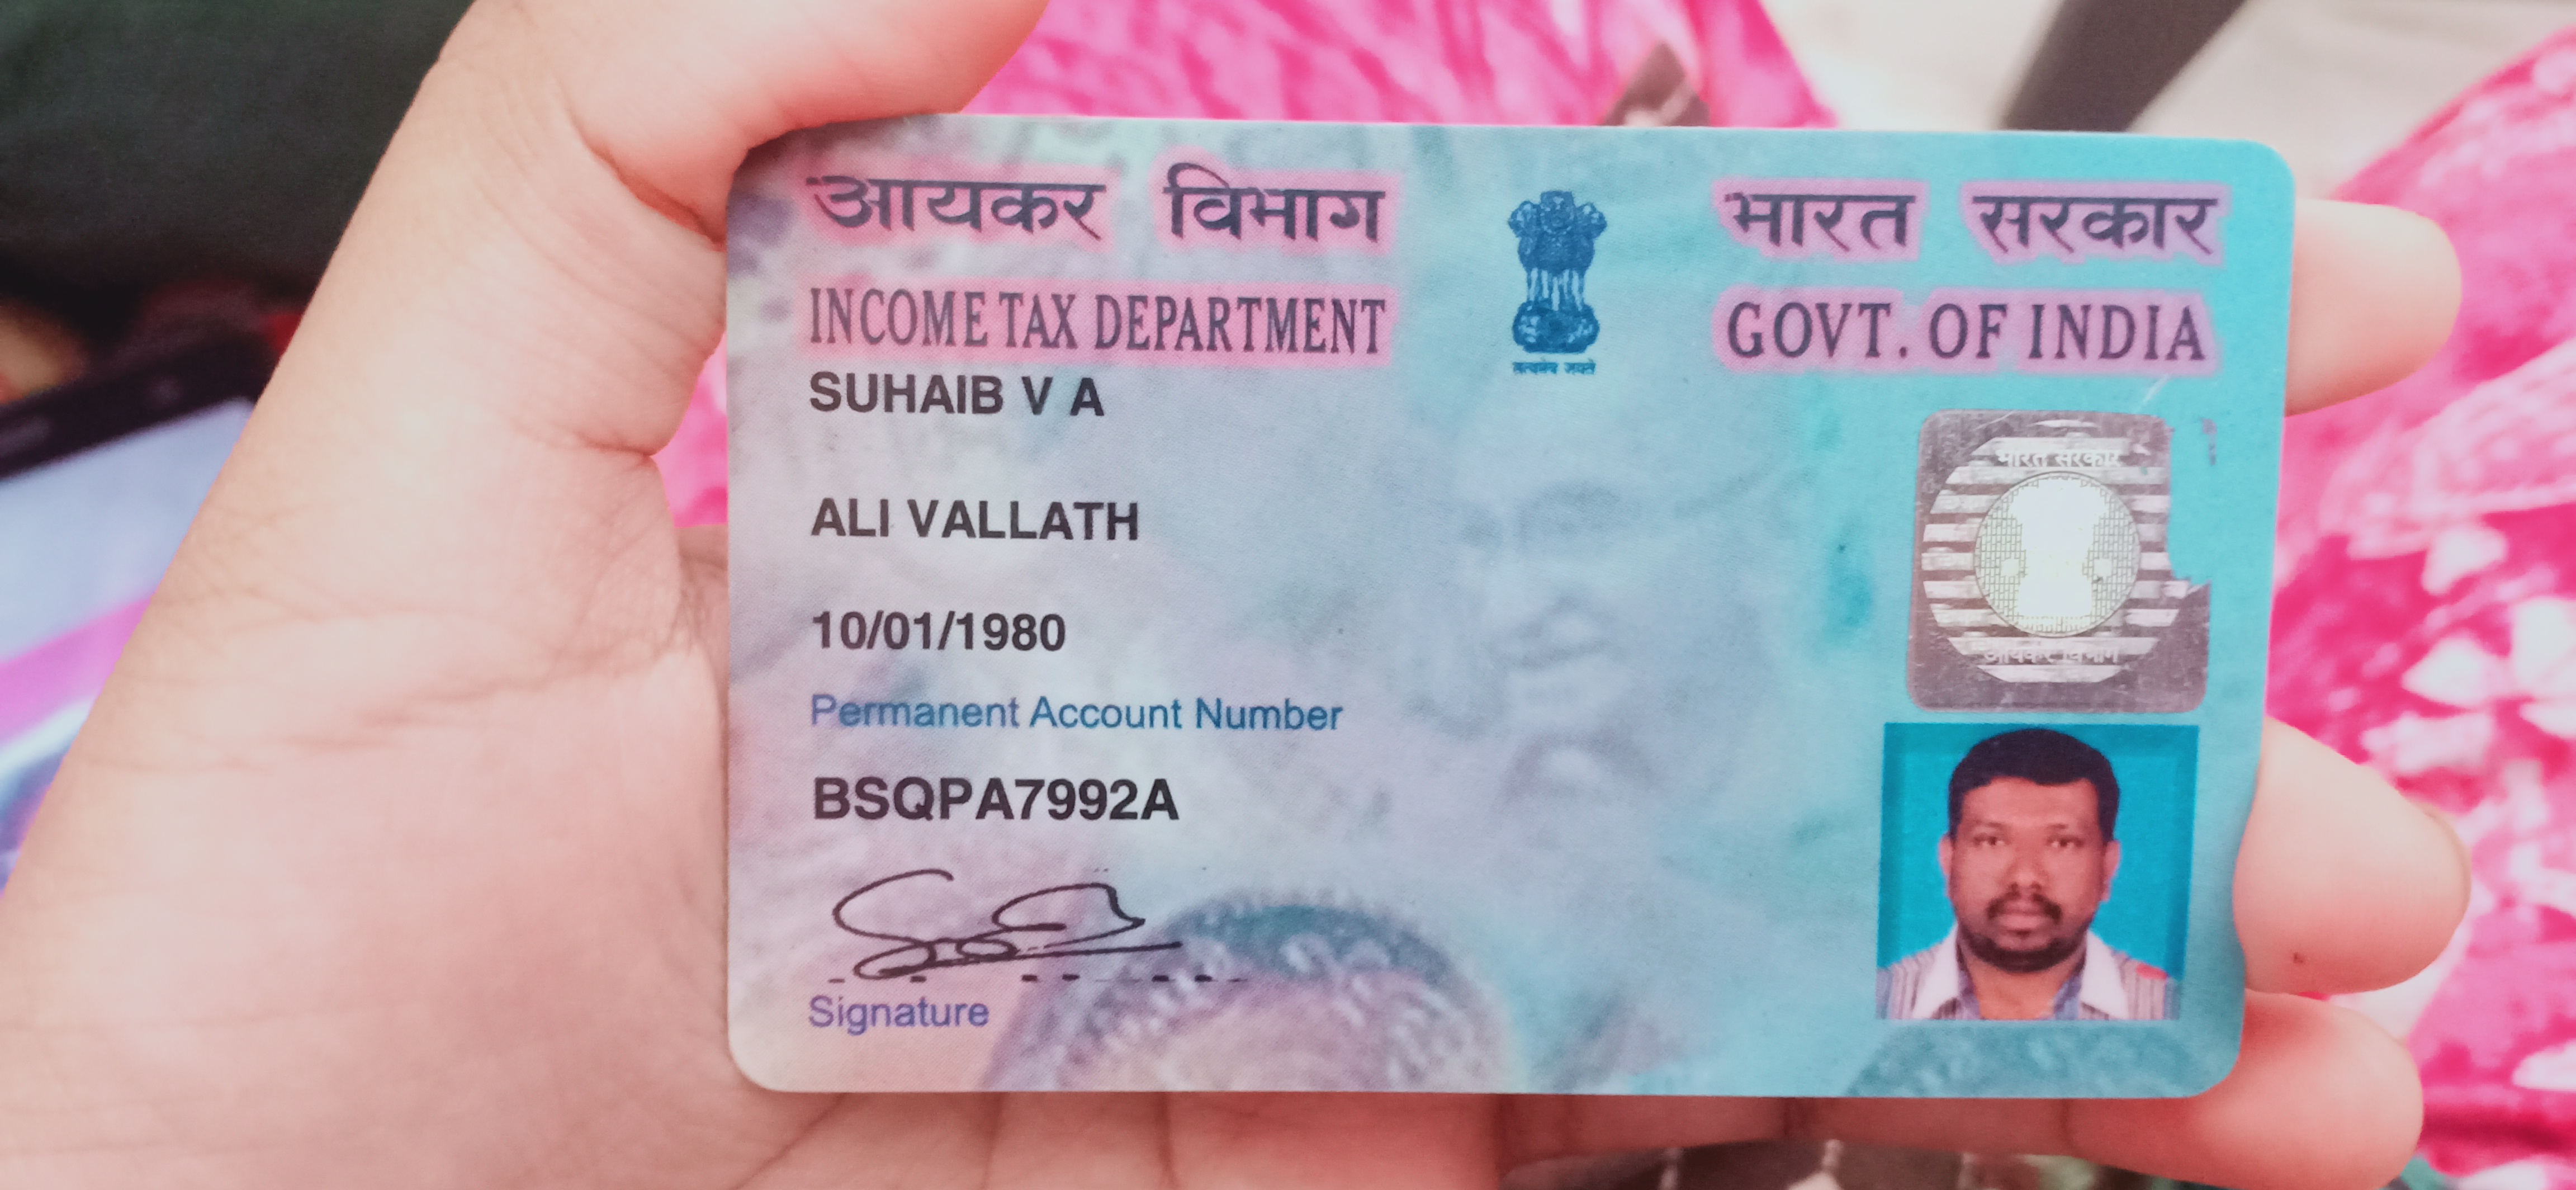 आयकर विभाग
INCOME TAX DEPARTMENT
भारत सरकार
GOVT. OF INDIA
सत्यमेव जयते
SUHAIB V A
ALI VALLATH
10/01/1980
Permanent Account Number
BSQPA7992A
Signature
भारत सरकार
आयकर विभाग